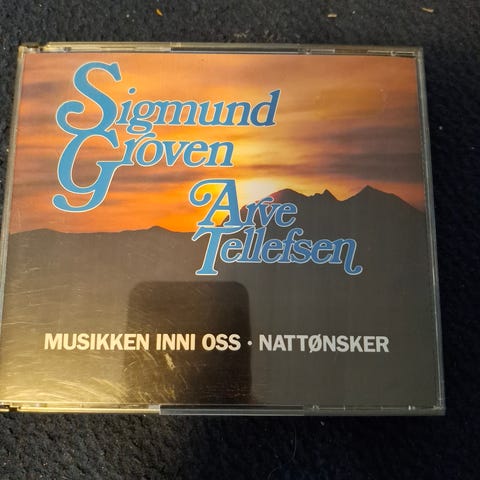 Sigmund
Groven
Arve
Tellefsen
MUSIKKEN INNI OSS · NATTØNSKER